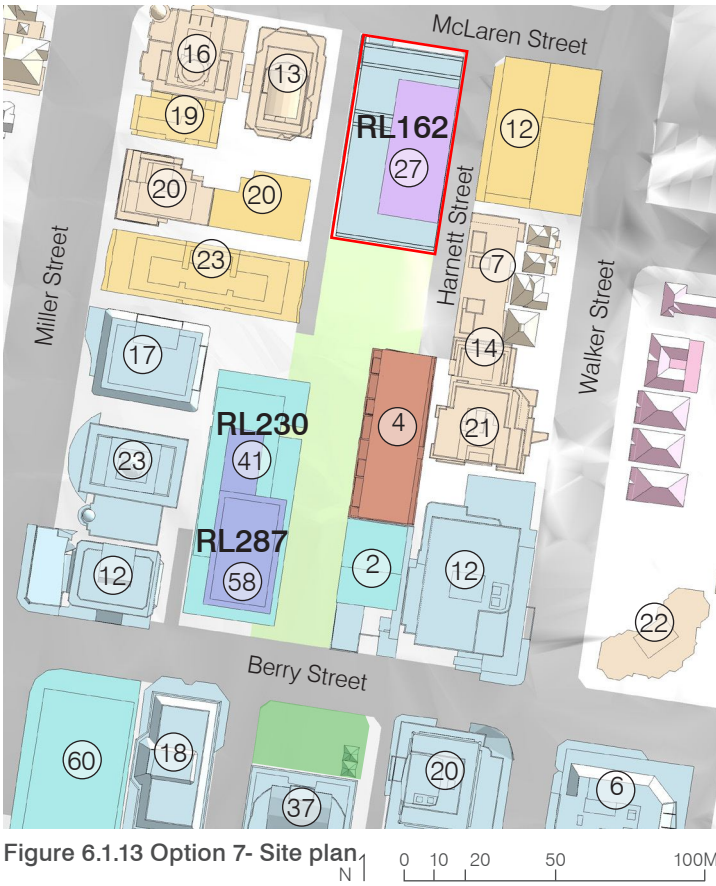 McLaren Street
16
13
19
12
RL162
27
20
20
Harnett Street
7
23
Miller Street
Walker Street
17
14
4
21
RL230
41
23
RL287
58
12
2
12
22
Berry Street
60
18
20
6
37
Figure 6.1.13 Option 7- Site plan
N
0 10 20 50 100M